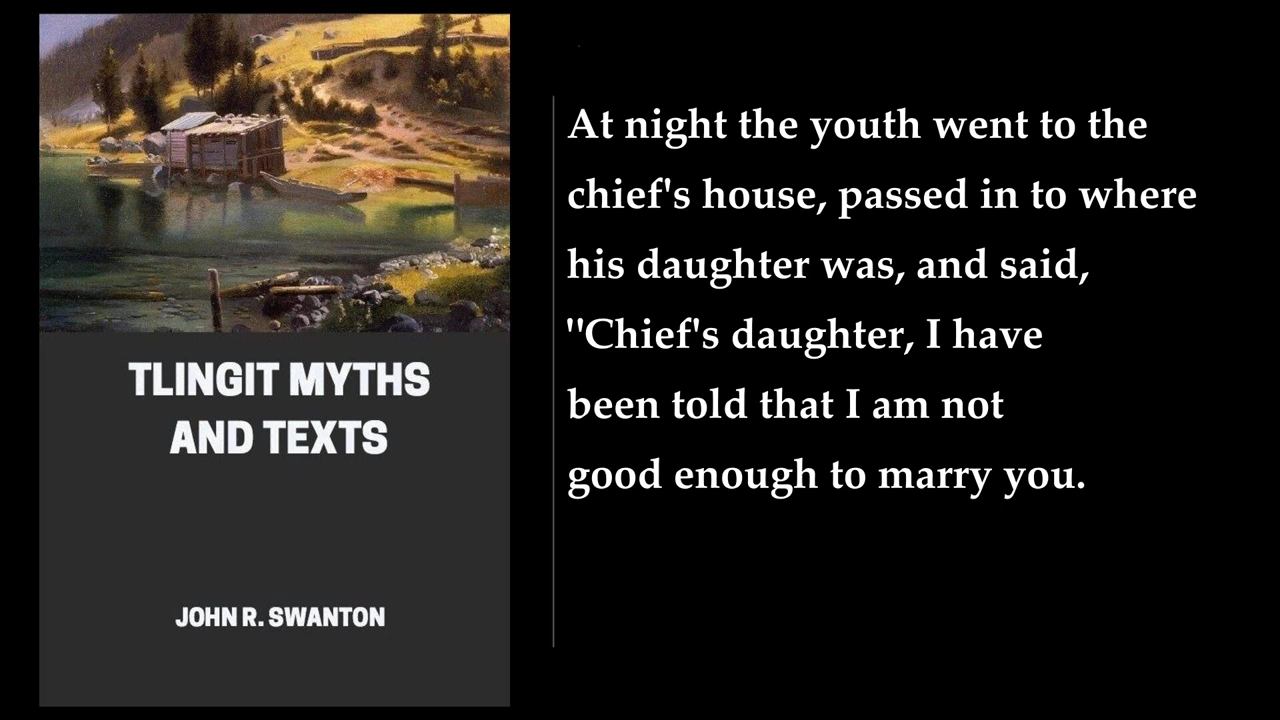 TLINGIT MYTHS
AND TEXTS
JOHN R. SWANTON
At night the youth went to the
chief's house, passed in to where
his daughter was, and said,
"Chief's daughter, I have
been told that I am not
good enough to marry you.